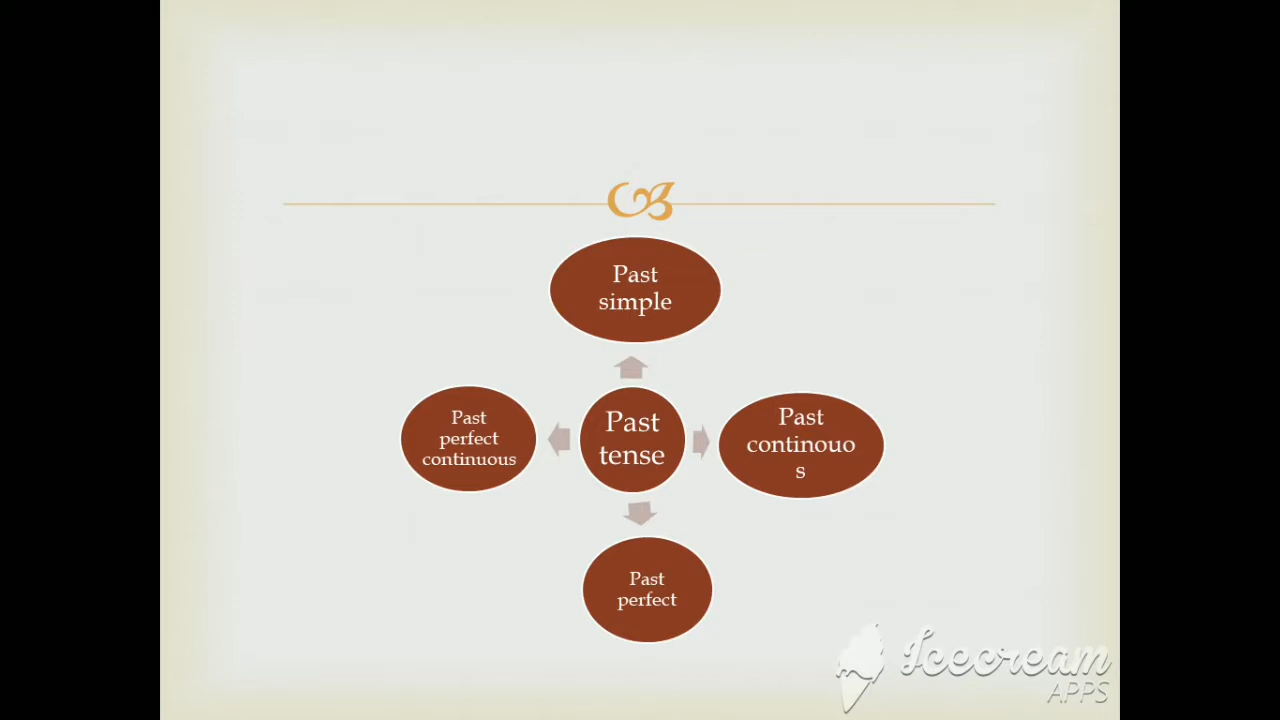 Past
simple
Past
perfect
continuous
Past
tense
Past
continouo
s
Past
perfect
Icecream
APPS